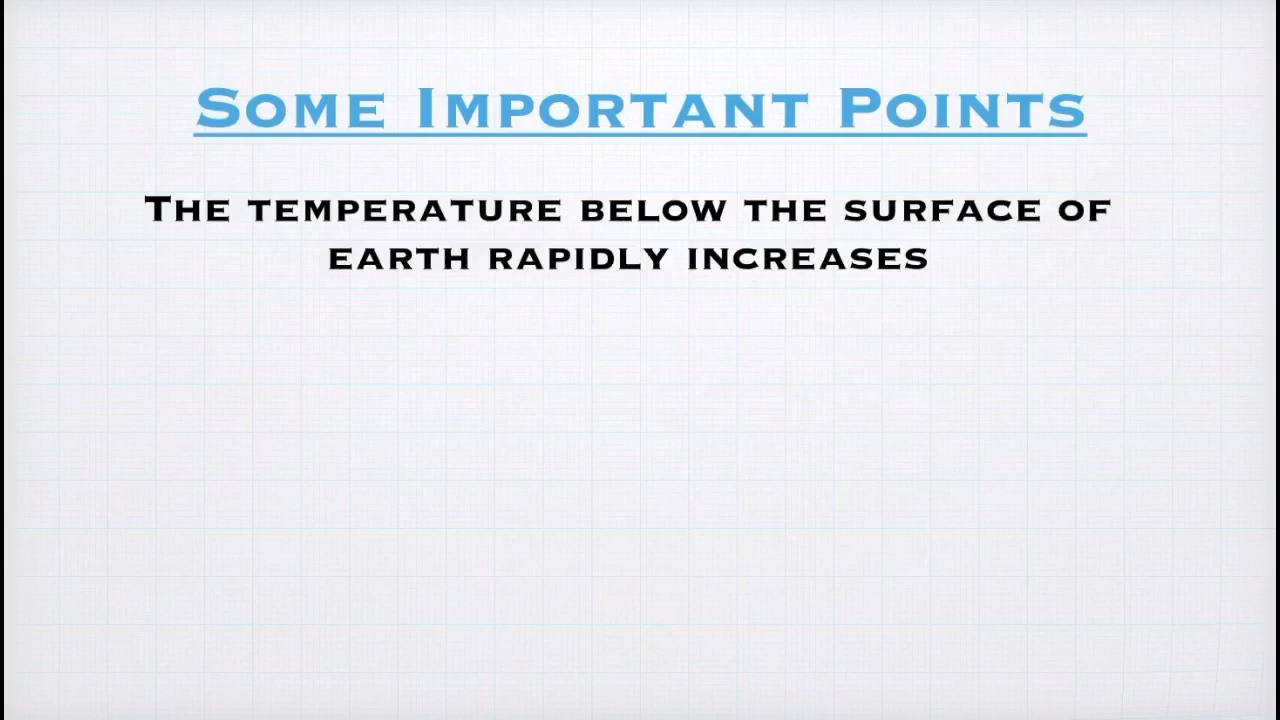 Some Important Points
The temperature below the surface of
earth rapidly increases